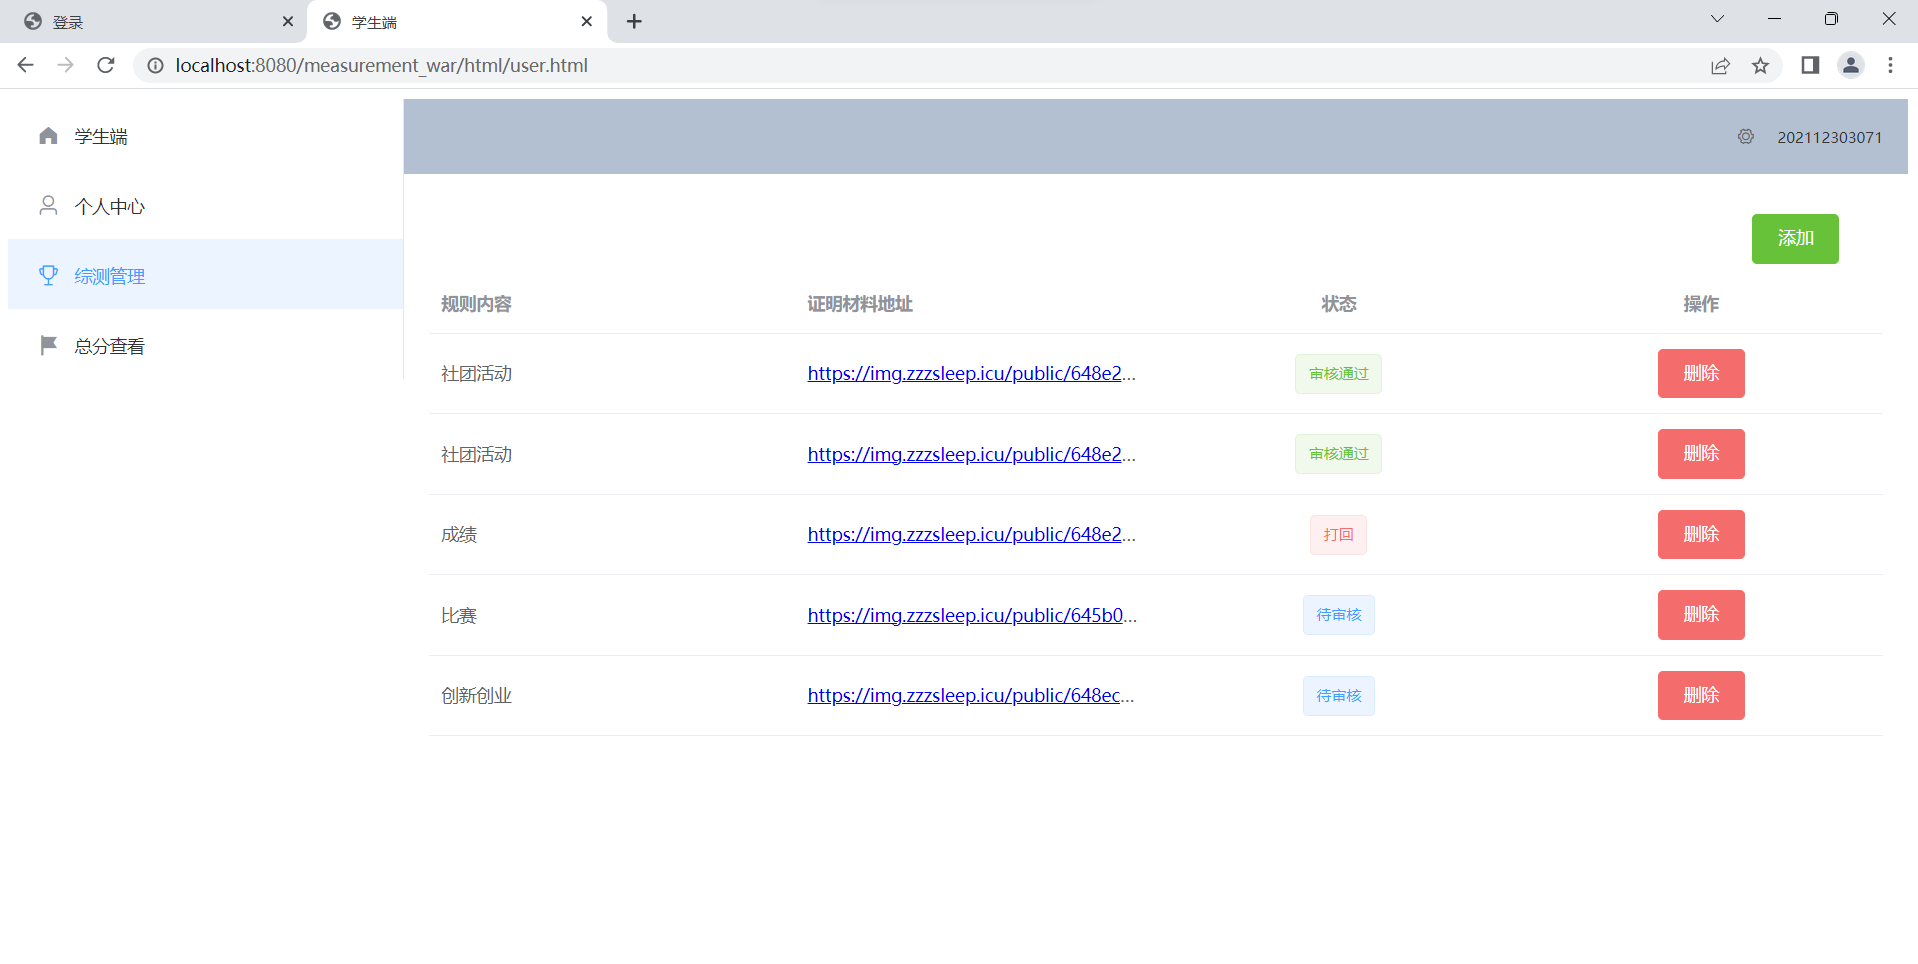 登录
学生端
localhost:8080/measurement_war/html/user.html
学生端
202112303071
个人中心
添加
综测管理
总分查看
规则内容 证明材料地址 状态 操作
社团活动 https://img.zzzsleep.icu/public/648e2... 审核通过 删除
社团活动 https://img.zzzsleep.icu/public/648e2... 审核通过 删除
成绩 https://img.zzzsleep.icu/public/648e2... 打回 删除
比赛 https://img.zzzsleep.icu/public/645b0... 待审核 删除
创新创业 https://img.zzzsleep.icu/public/648ec... 待审核 删除